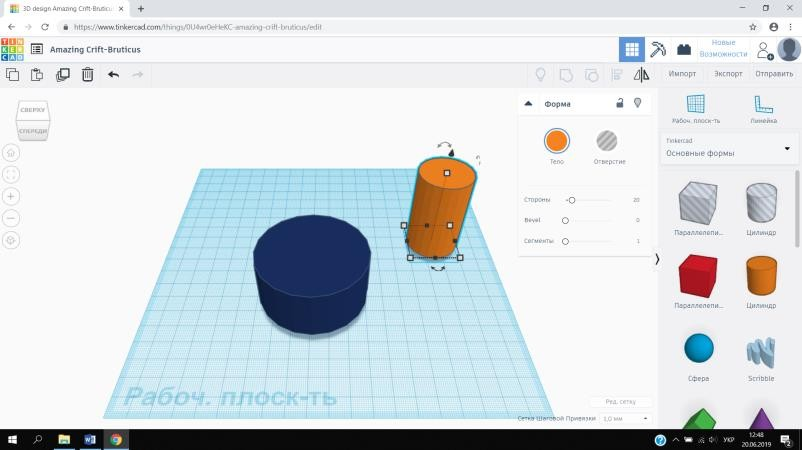 3D design Amazing Crift-Bruticus
https://www.tinkercad.com/things/0U4wr0eHeKC-amazing-crift-bruticus/edit
TIN
KER
CAD
Amazing Crift-Bruticus
Новые
Возможности
Импорт
Экспорт
Отправить
СВЕРХУ
СПЕРЕДИ
Форма
Тело
Отверстие
Стороны
20
Bevel
0
Сегменты
1
Рабоч. плоск-ть
Линейка
Tinkercad
Основные формы
Параллелепи...
Цилиндр
Параллелепи...
Цилиндр
Сфера
Scribble
Рабоч. плоск-ть
Ред. сетку
Сетка Шаговой Привязки
1,0 мм
УКР
12:48
20.06.2019
2